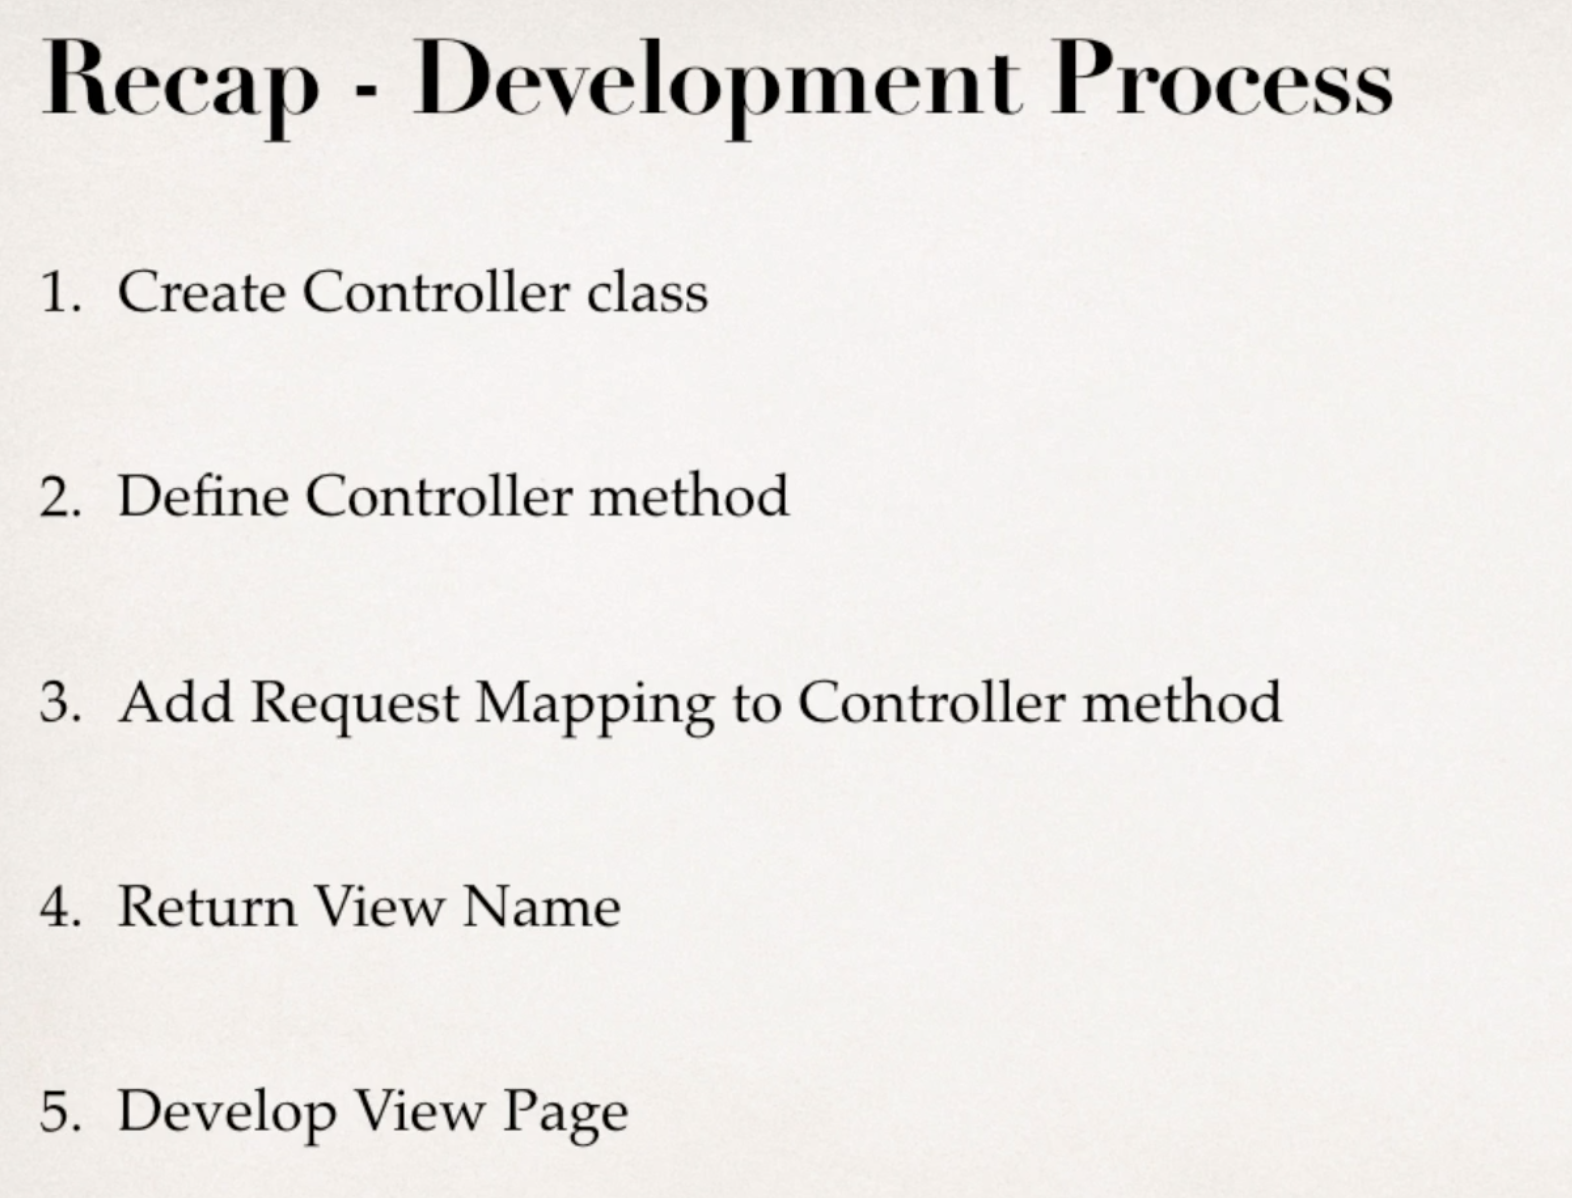 Recap - Development Process
1. Create Controller class
2. Define Controller method
3. Add Request Mapping to Controller method
4. Return View Name
5. Develop View Page